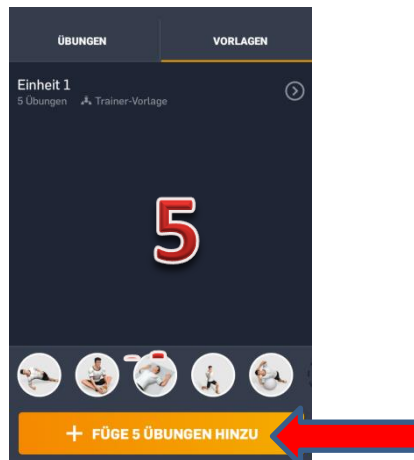 ÜBUNGEN VORLAGEN
Einheit 1
5 Übungen Trainer-Vorlage
5
+ FÜGE 5 ÜBUNGEN HINZU